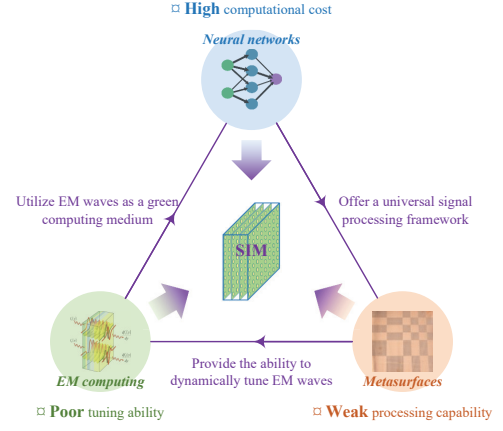 ¤ High computational cost
Neural networks
Utilize EM waves as a green
computing medium
Offer a universal signal
processing framework
SIM
Provide the ability to
dynamically tune EM waves
EM computing
Metasurfaces
¤ Poor tuning ability
¤ Weak processing capability